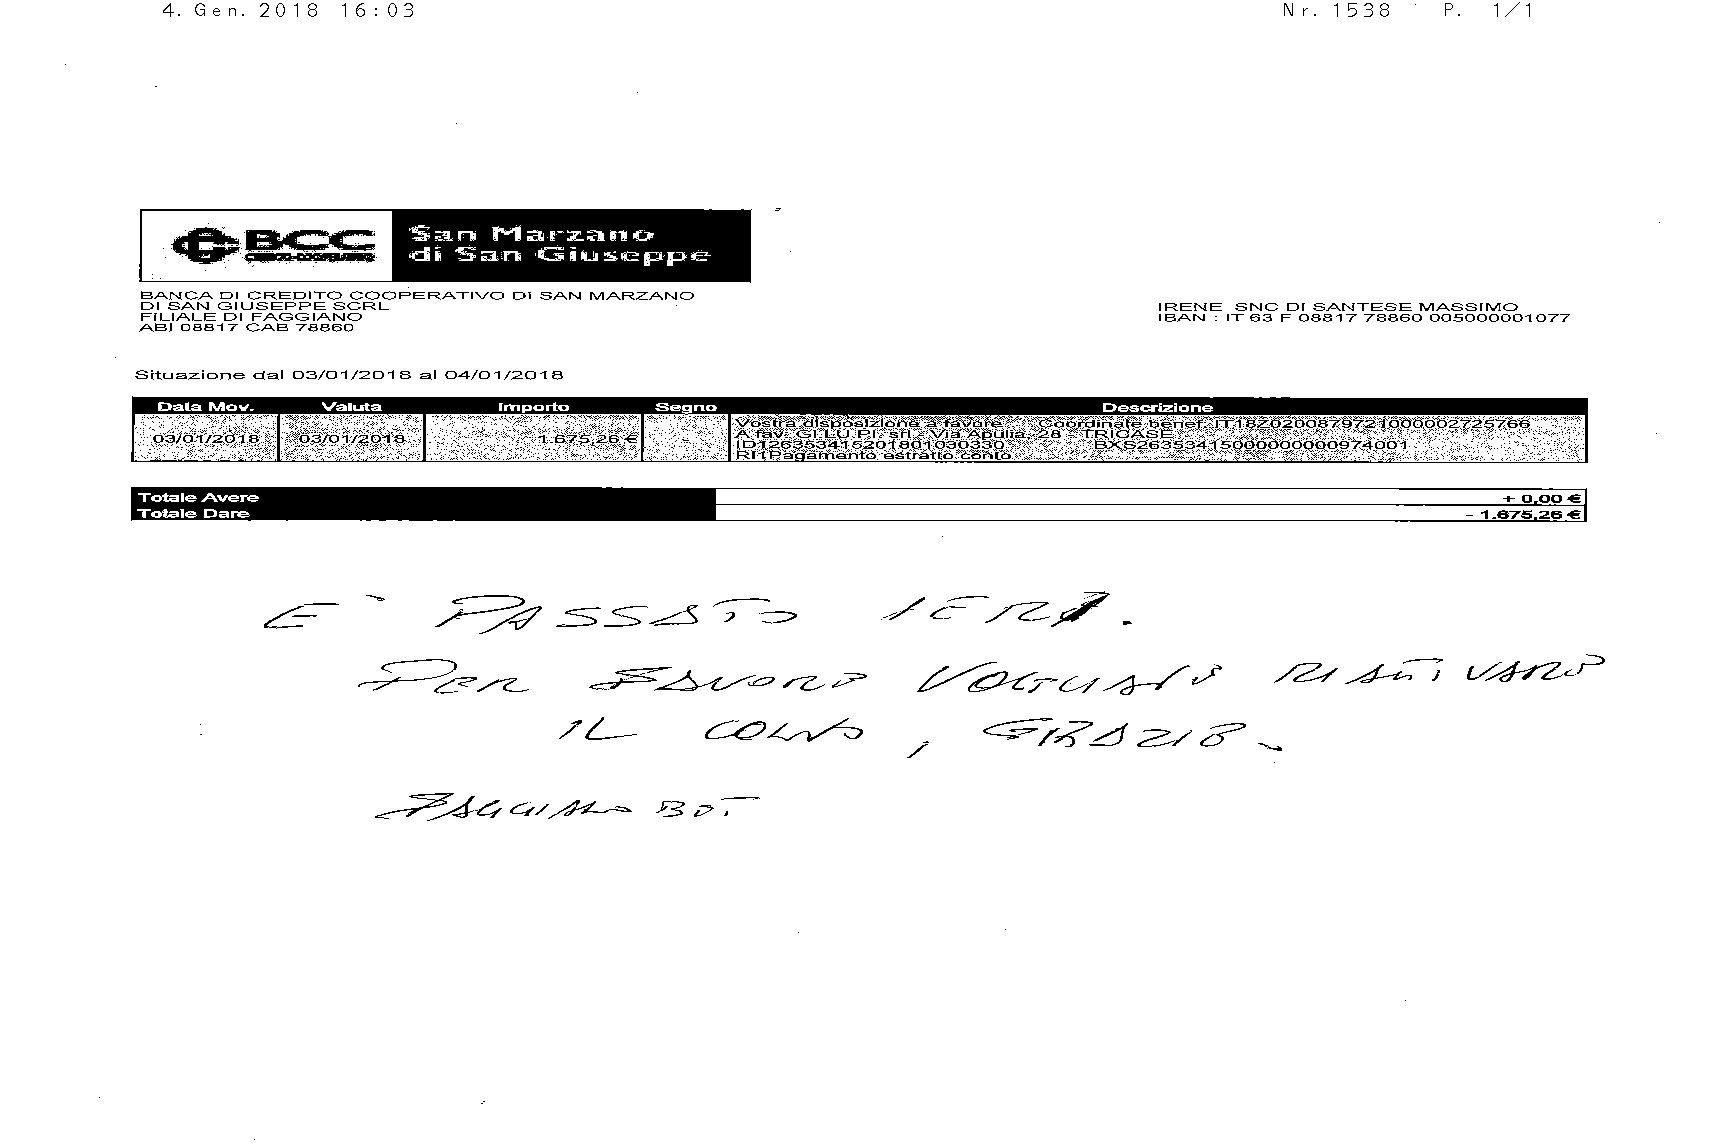 4. Gen. 2018 16:03 Nr. 1538 P. 1/1
BCC San Marzano
CREDITO COOPERATIVO di San Giuseppe
BANCA DI CREDITO COOPERATIVO DI SAN MARZANO
DI SAN GIUSEPPE SCRL
FILIALE DI FAGGIANO
ABI 08817 CAB 78860
IRENE SNC DI SANTESE MASSIMO
IBAN : IT 63 F 08817 78860 005000001077
Situazione dal 03/01/2018 al 04/01/2018
Data Mov. Valuta Importo Segno Descrizione
03/01/2018 03/01/2018 1.675,26 € - Vostra disposizione a favore - Coordinate benef. IT18Z0200879721000002725766
A fav. GI.LU.PI. srl - Via Apulia, 28 - TRICASE
ID126353415201801030330 BXS26353415000000000974001
RI1Pagamento estratto conto
Totale Avere + 0,00 €
Totale Dare - 1.675,26 €
E' PASSATO IERI.
PER FAVORE VOGLIATE RIATTIVARE
IL CONTO, GRAZIE.
FAGGIANO BOT